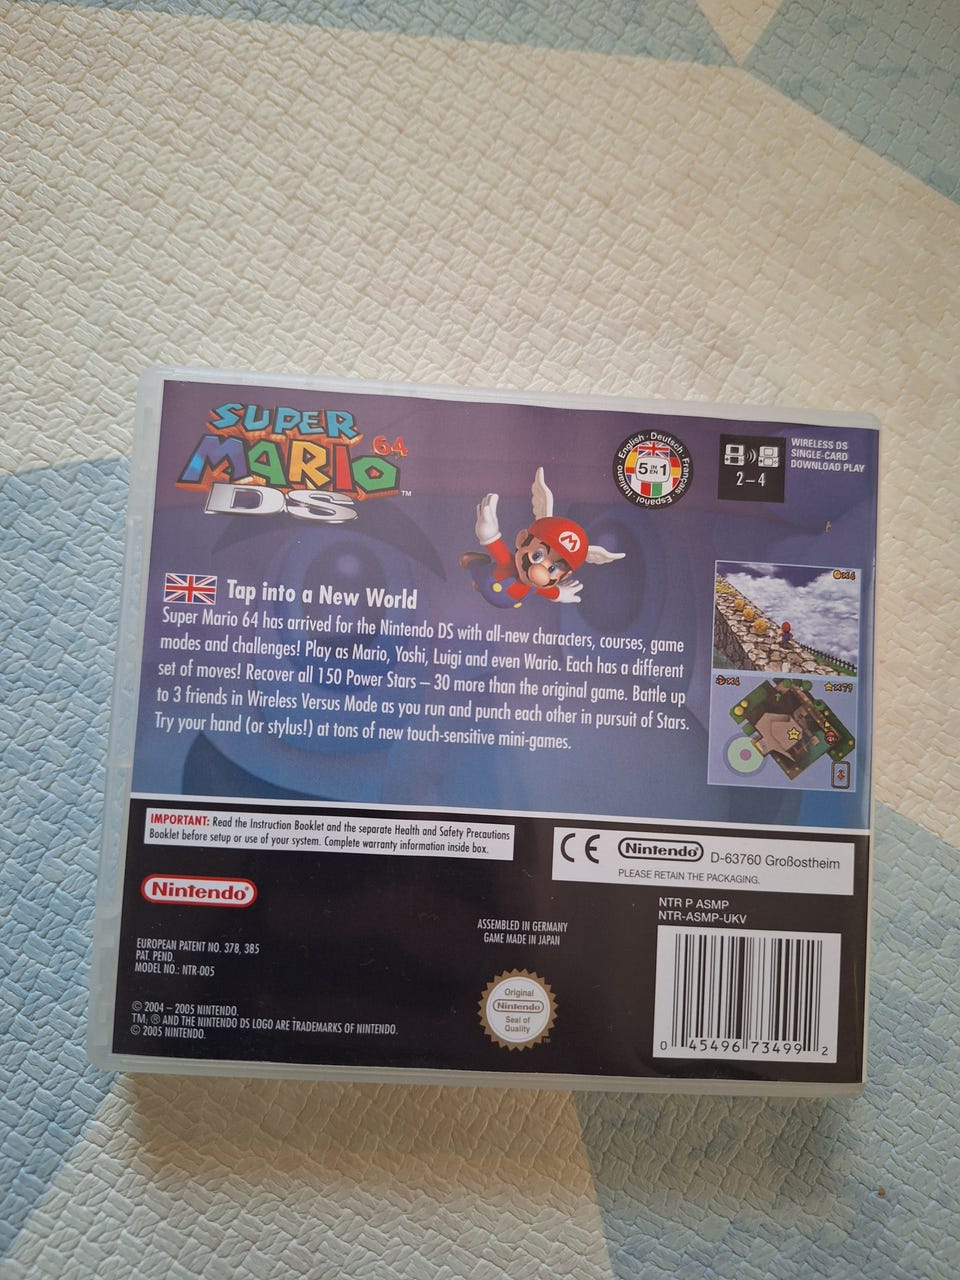 SUPER
MARIO 64
DS™
English · Deutsch · Français · Español · Italiano
5 IN EN 1
2–4
WIRELESS DS
SINGLE-CARD
DOWNLOAD PLAY
Tap into a New World
Super Mario 64 has arrived for the Nintendo DS with all-new characters, courses, game
modes and challenges! Play as Mario, Yoshi, Luigi and even Wario. Each has a different
set of moves! Recover all 150 Power Stars – 30 more than the original game. Battle up
to 3 friends in Wireless Versus Mode as you run and punch each other in pursuit of Stars.
Try your hand (or stylus!) at tons of new touch-sensitive mini-games.
IMPORTANT: Read the Instruction Booklet and the separate Health and Safety Precautions
Booklet before setup or use of your system. Complete warranty information inside box.
CE Nintendo® D-63760 Großostheim
PLEASE RETAIN THE PACKAGING.
Nintendo®
NTR P ASMP
NTR-ASMP-UKV
ASSEMBLED IN GERMANY
GAME MADE IN JAPAN
EUROPEAN PATENT NO. 378, 385
PAT. PEND.
MODEL NO.: NTR-005
© 2004 – 2005 NINTENDO.
TM, ® AND THE NINTENDO DS LOGO ARE TRADEMARKS OF NINTENDO.
© 2005 NINTENDO.
Original
Nintendo
Seal of
Quality
™
0 45496 73499 2